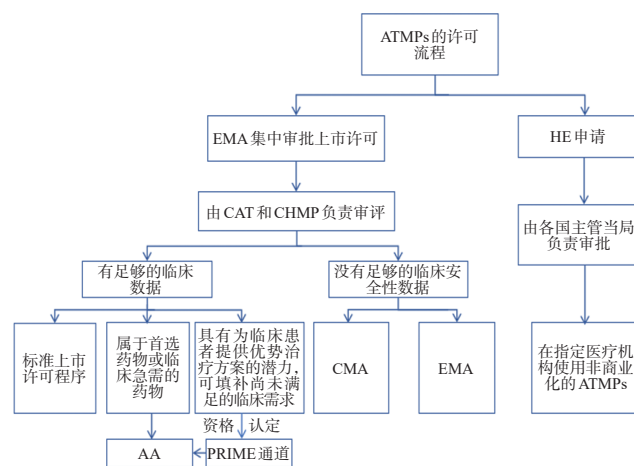 ATMPs的许可
流程
EMA集中审批上市许可
HE申请
由CAT和CHMP负责审评
由各国主管当局
负责审批
有足够的临床
数据
没有足够的临床安
全性数据
标准上市
许可程序
属于首选
药物或临
床急需的
药物
具有为临床患
者提供优势治
疗方案的潜力，
可填补尚未满
足的临床需求
CMA
EMA
在指定医疗机
构使用非商业
化的ATMPs
资格 认定
AA
PRIME通道